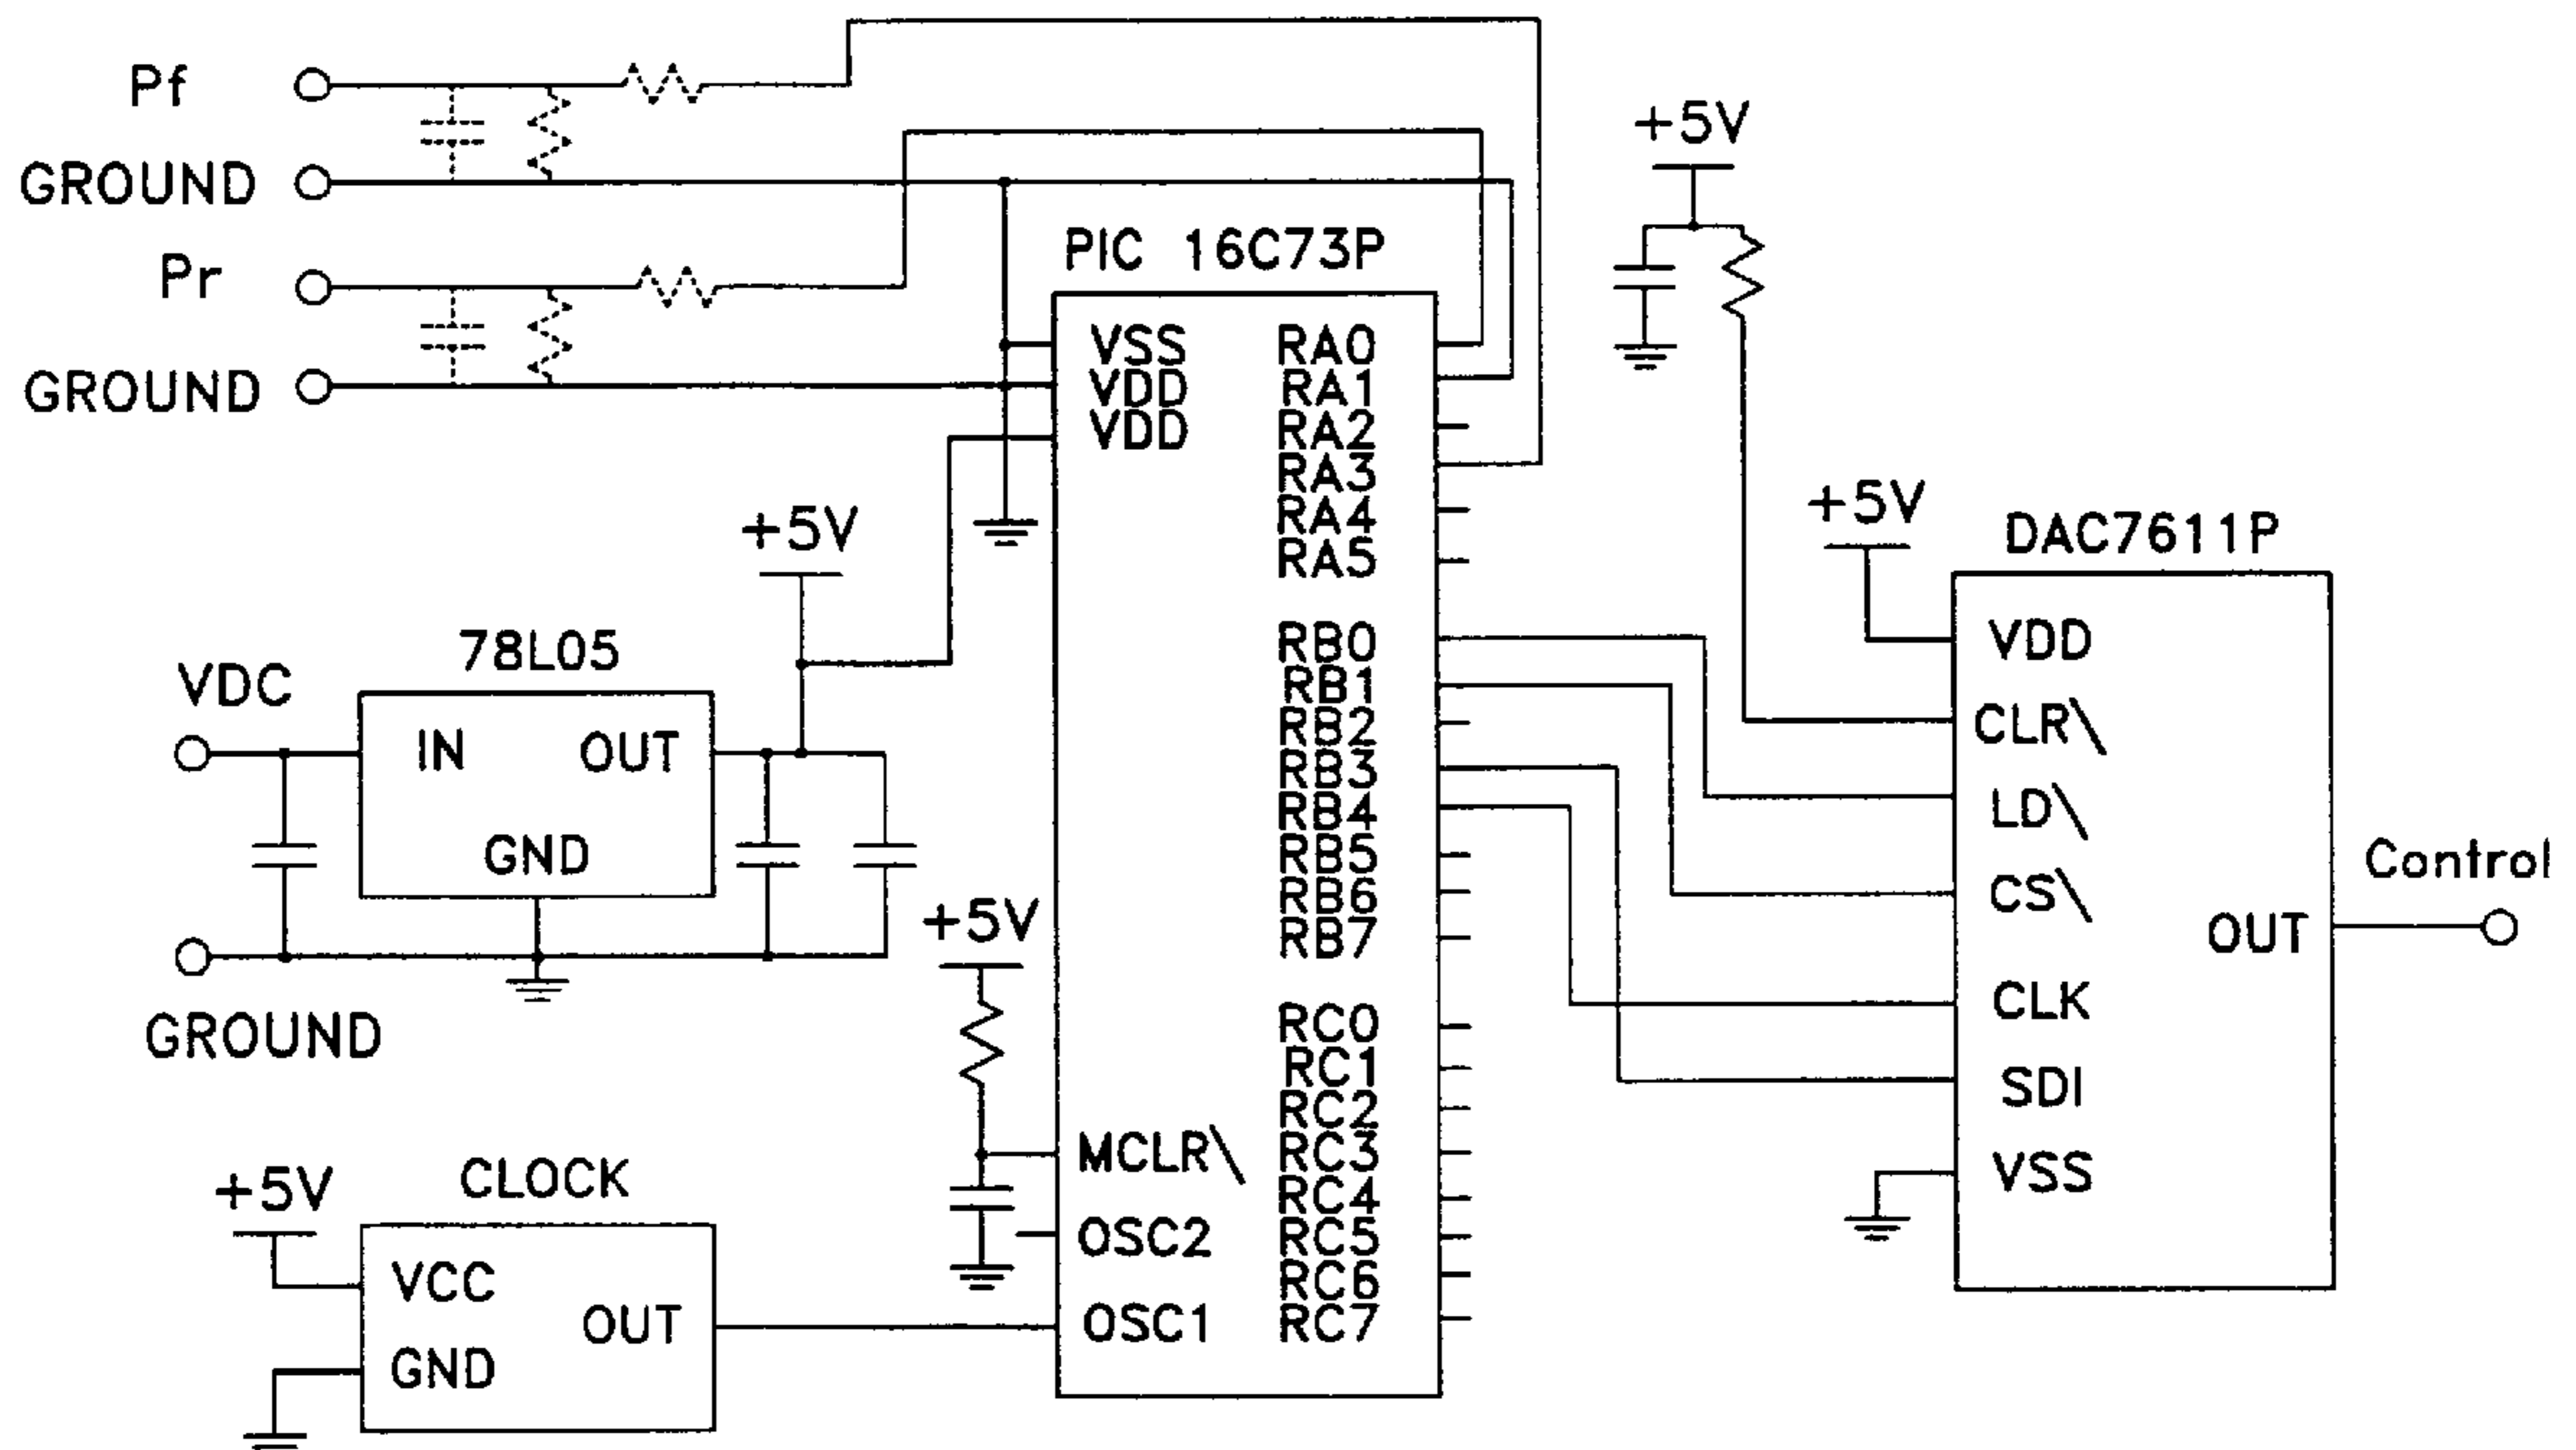 Pf
GROUND
Pr
GROUND
+5V
PIC 16C73P
VSS
VDD
VDD
RA0
RA1
RA2
RA3
RA4
RA5
RB0
RB1
RB2
RB3
RB4
RB5
RB6
RB7
RC0
RC1
RC2
RC3
RC4
RC5
RC6
RC7
MCLR\
OSC2
OSC1
+5V
78L05
VDC
IN
OUT
GND
GROUND
+5V
+5V
CLOCK
VCC
OUT
GND
+5V
DAC7611P
VDD
CLR\
LD\
CS\
OUT
CLK
SDI
VSS
Control